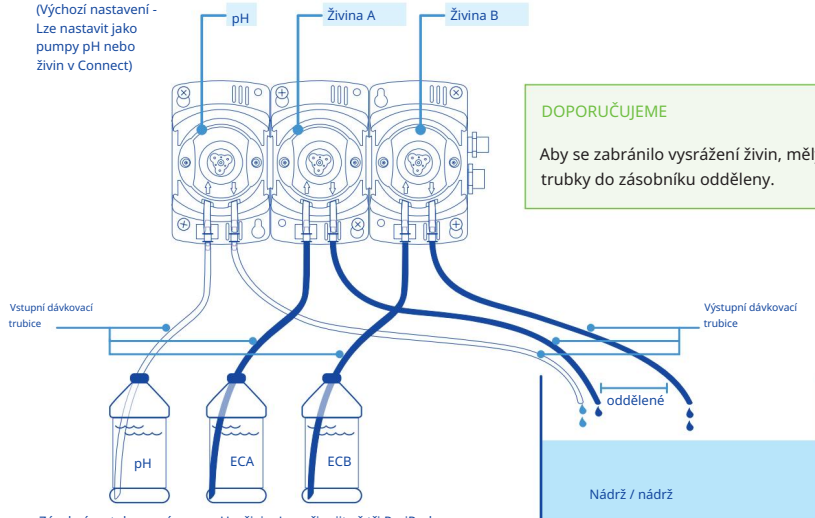 (Výchozí nastavení -
Lze nastavit jako
pumpy pH nebo
živin v Connect)
pH
Živina A
Živina B
DOPORUČUJEME
Aby se zabránilo vysrážení živin, měl
trubky do zásobníku odděleny.
Vstupní dávkovací
trubice
Výstupní dávkovací
trubice
oddělené
pH
ECA
ECB
Nádrž / nádrž